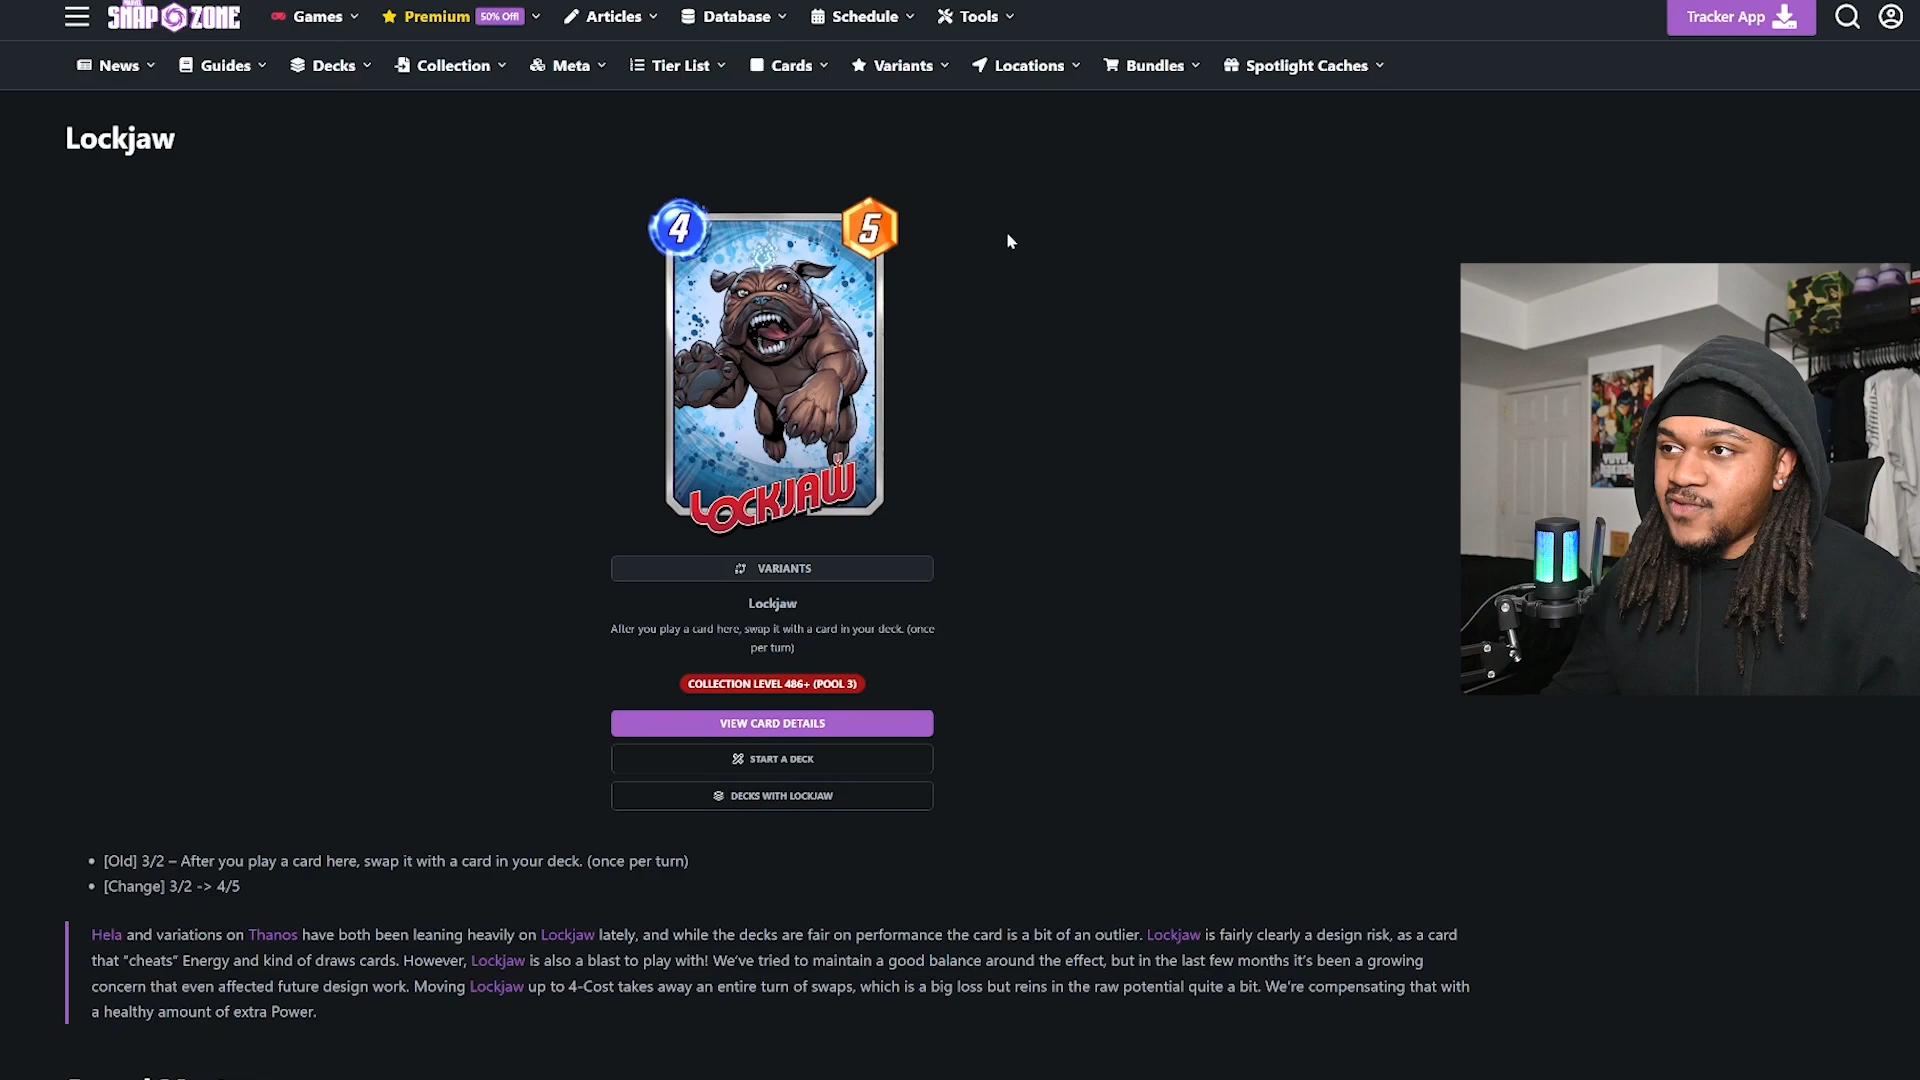 MARVEL
SNAP ZONE
Games
Premium 50% Off!
Articles
Database
Schedule
Tools
Tracker App
News
Guides
Decks
Collection
Meta
Tier List
Cards
Variants
Locations
Bundles
Spotlight Caches
Lockjaw
4
5
LOCKJAW
VARIANTS
Lockjaw
After you play a card here, swap it with a card in your deck. (once
per turn)
COLLECTION LEVEL 486+ (POOL 3)
VIEW CARD DETAILS
START A DECK
DECKS WITH LOCKJAW
• [Old] 3/2 – After you play a card here, swap it with a card in your deck. (once per turn)
• [Change] 3/2 -> 4/5
Hela and variations on Thanos have both been leaning heavily on Lockjaw lately, and while the decks are fair on performance the card is a bit of an outlier. Lockjaw is fairly clearly a design risk, as a card
that "cheats" Energy and kind of draws cards. However, Lockjaw is also a blast to play with! We've tried to maintain a good balance around the effect, but in the last few months it's been a growing
concern that even affected future design work. Moving Lockjaw up to 4-Cost takes away an entire turn of swaps, which is a big loss but reins in the raw potential quite a bit. We're compensating that with
a healthy amount of extra Power.